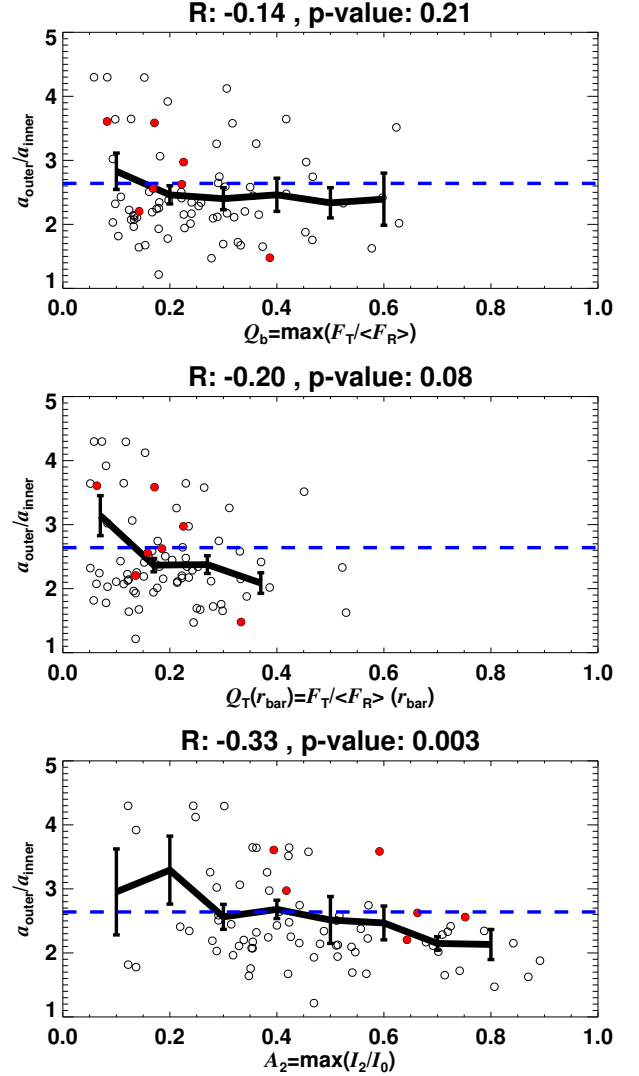 R: -0.14 , p-value: 0.21
5
4
3
2
1
a_outer/a_inner
0.0 0.2 0.4 0.6 0.8 1.0
Q_b=max(F_T/<F_R>)
R: -0.20 , p-value: 0.08
5
4
3
2
1
a_outer/a_inner
0.0 0.2 0.4 0.6 0.8 1.0
Q_T(r_bar)=F_T/<F_R> (r_bar)
R: -0.33 , p-value: 0.003
5
4
3
2
1
a_outer/a_inner
0.0 0.2 0.4 0.6 0.8 1.0
A_2=max(I_2/I_0)